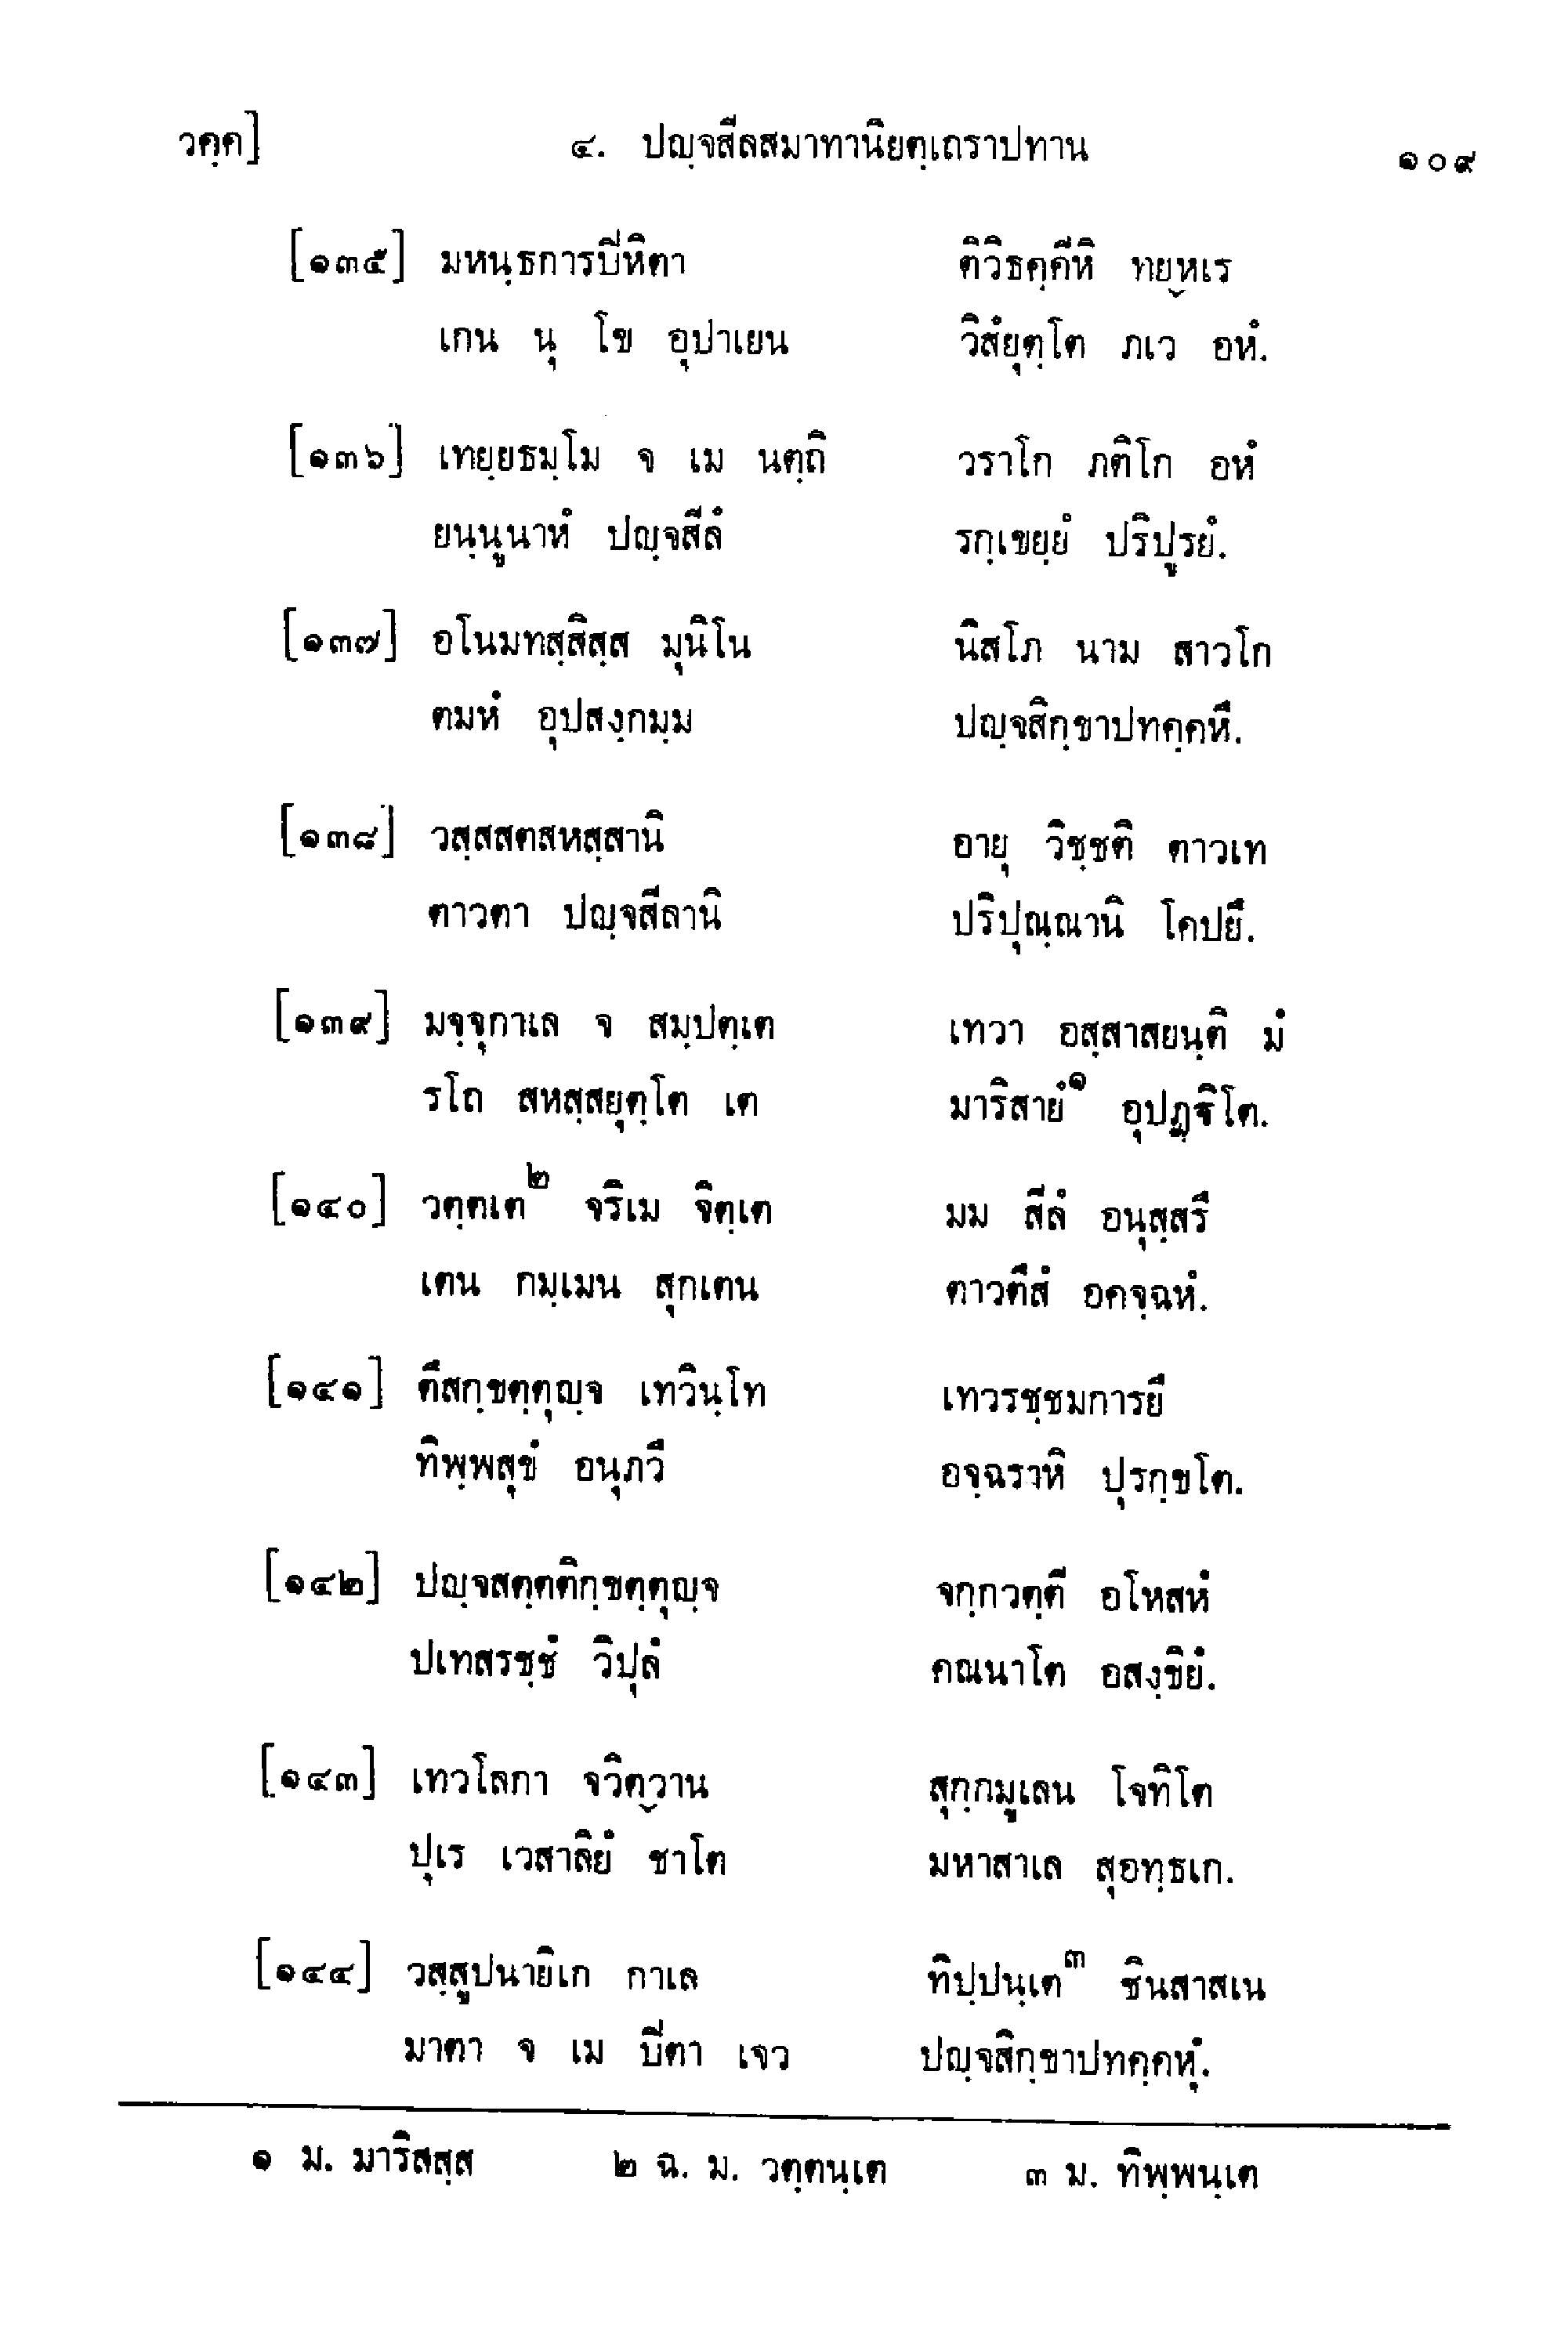 วคฺค] ๔. ปญฺจสีลสมาทานิยตฺเถราปทาน ๑๐๙
[๑๓๕] มหนฺธการปิหิตา ติวิธคฺคีหิ ทยฺหเร
เกน นุ โข อุปาเยน วิสํยุตฺโต ภเว อหํ.
[๑๓๖] เทยฺยธมฺโม จ เม นตฺถิ วราโก ภติโก อหํ
ยนฺนูนาหํ ปญฺจสีลํ รกฺเขยฺยํ ปริปูรยํ.
[๑๓๗] อโนมทสฺสิสฺส มุนิโน นิสโภ นาม สาวโก
ตมหํ อุปสงฺกมฺม ปญฺจสิกฺขาปทคฺคหึ.
[๑๓๘] วสฺสสตสหสฺสานิ อายุ วิชฺชติ ตาวเท
ตาวตา ปญฺจสีลานิ ปริปุณฺณานิ โคปยึ.
[๑๓๙] มจฺจุกาเล จ สมฺปตฺเต เทวา อสฺสาสยนฺติ มํ
รโถ สหสฺสยุตฺโต เต มาริสายํ๑ อุปฏฺฐิโต.
[๑๔๐] วตฺตเต๒ จริเม จิตฺเต มม สีลํ อนุสฺสรึ
เตน กมฺเมน สุกเตน ตาวตึสํ อคจฺฉหํ.
[๑๔๑] ตึสกฺขตฺตุญฺจ เทวินฺโท เทวรชฺชมการยึ
ทิพฺพสุขํ อนุภวึ อจฺฉราหิ ปุรกฺขโต.
[๑๔๒] ปญฺจสตฺตติกฺขตฺตุญฺจ จกฺกวตฺตี อโหสหํ
ปเทสรชฺชํ วิปุลํ คณนาโต อสงฺขิยํ.
[๑๔๓] เทวโลกา จวิตฺวาน สุกฺกมูเลน โจทิโต
ปุเร เวสาลิยํ ชาโต มหาสาเล สุอทฺธเก.
[๑๔๔] วสฺสูปนายิเก กาเล ทิปฺปนฺเต๓ ชินสาสเน
มาตา จ เม ปิตา เจว ปญฺจสิกฺขาปทคฺคหุํ.
๑ ม. มาริสสฺส ๒ ฉ. ม. วตฺตนฺเต ๓ ม. ทิพฺพนฺเต